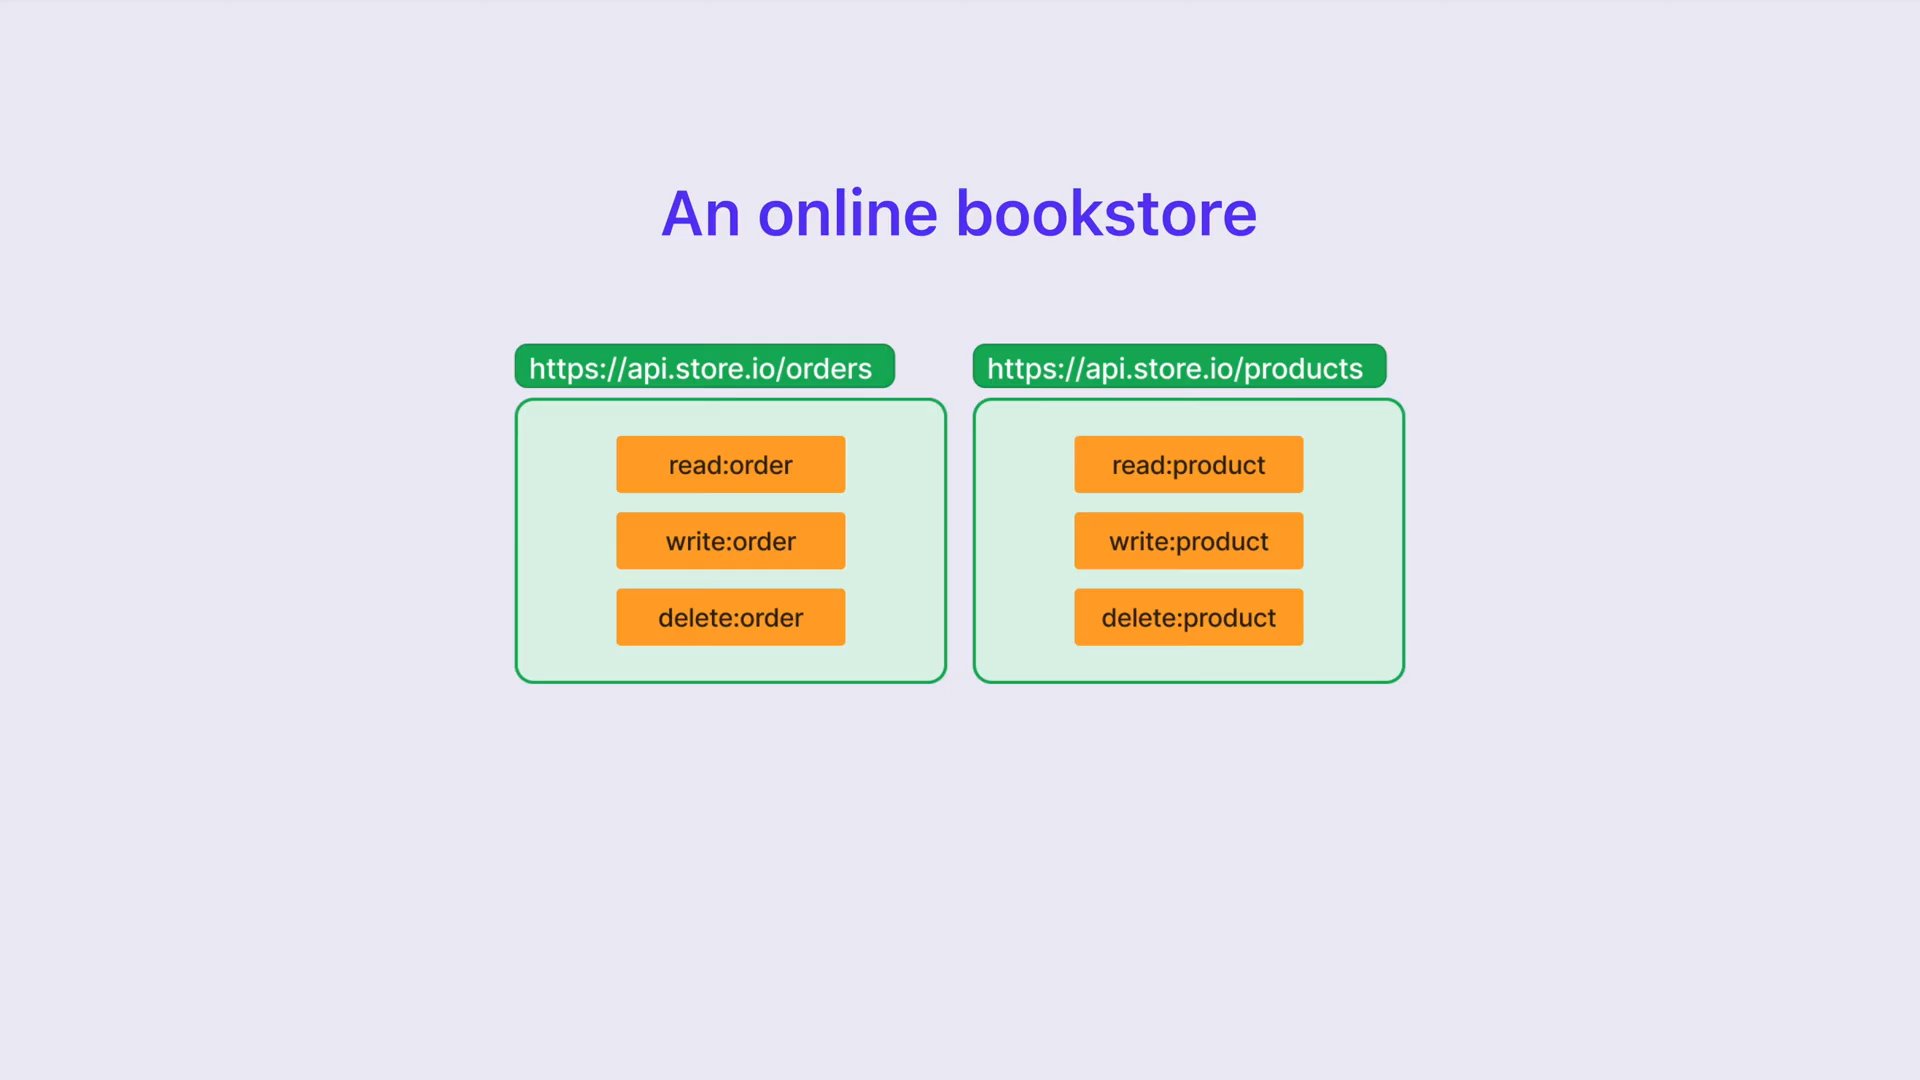 An online bookstore
https://api.store.io/orders
read:order
write:order
delete:order
https://api.store.io/products
read:product
write:product
delete:product